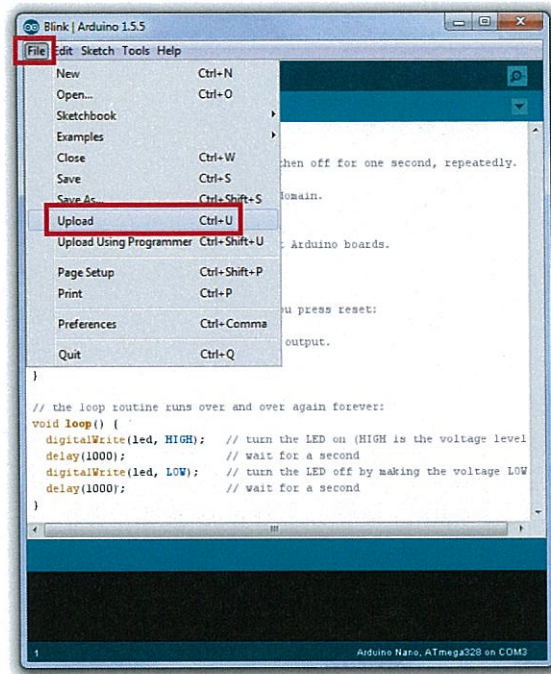 Blink | Arduino 1.5.5
File Edit Sketch Tools Help
New Ctrl+N
Open... Ctrl+O
Sketchbook
Examples
Close Ctrl+W
Save Ctrl+S
Save As... Ctrl+Shift+S
Upload Ctrl+U
Upload Using Programmer Ctrl+Shift+U
Page Setup Ctrl+Shift+P
Print Ctrl+P
Preferences Ctrl+Comma
Quit Ctrl+Q
then off for one second, repeatedly.
domain.
Arduino boards.
press reset:
output.
}
// the loop routine runs over and over again forever:
void loop() {
digitalWrite(led, HIGH); // turn the LED on (HIGH is the voltage level
delay(1000); // wait for a second
digitalWrite(led, LOW); // turn the LED off by making the voltage LOW
delay(1000); // wait for a second
}
1 Arduino Nano, ATmega328 on COM3